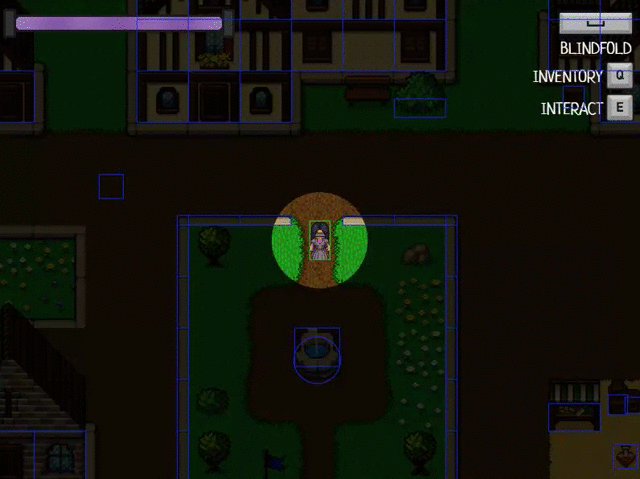 BLINDFOLD
INVENTORY Q
INTERACT E